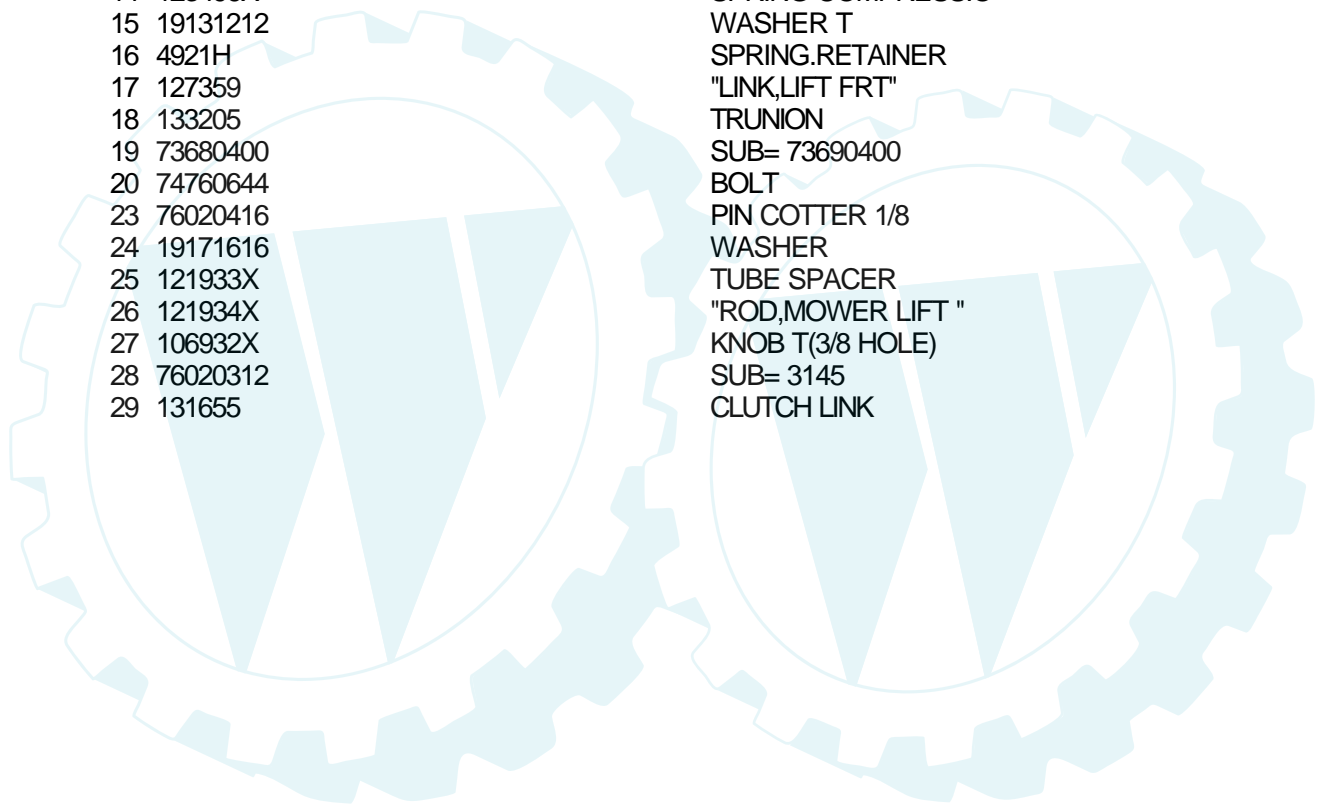 15 19131212 WASHER T
16 4921H SPRING.RETAINER
17 127359 "LINK,LIFT FRT"
18 133205 TRUNION
19 73680400 SUB= 73690400
20 74760644 BOLT
23 76020416 PIN COTTER 1/8
24 19171616 WASHER
25 121933X TUBE SPACER
26 121934X "ROD,MOWER LIFT "
27 106932X KNOB T(3/8 HOLE)
28 76020312 SUB= 3145
29 131655 CLUTCH LINK